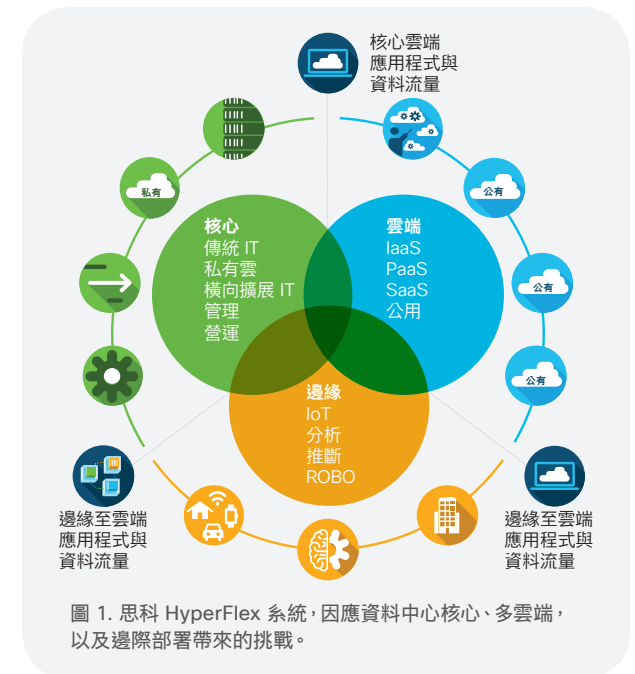 核心雲端
應用程式與
資料流量
私有
公有
公有
公有
核心
傳統 IT
私有雲
橫向擴展 IT
管理
營運
雲端
IaaS
PaaS
SaaS
公用
邊緣
IoT
分析
推斷
ROBO
邊緣至雲端
應用程式與
資料流量
邊緣至雲端
應用程式與
資料流量
圖 1. 思科 HyperFlex 系統，因應資料中心核心、多雲端，
以及邊際部署帶來的挑戰。